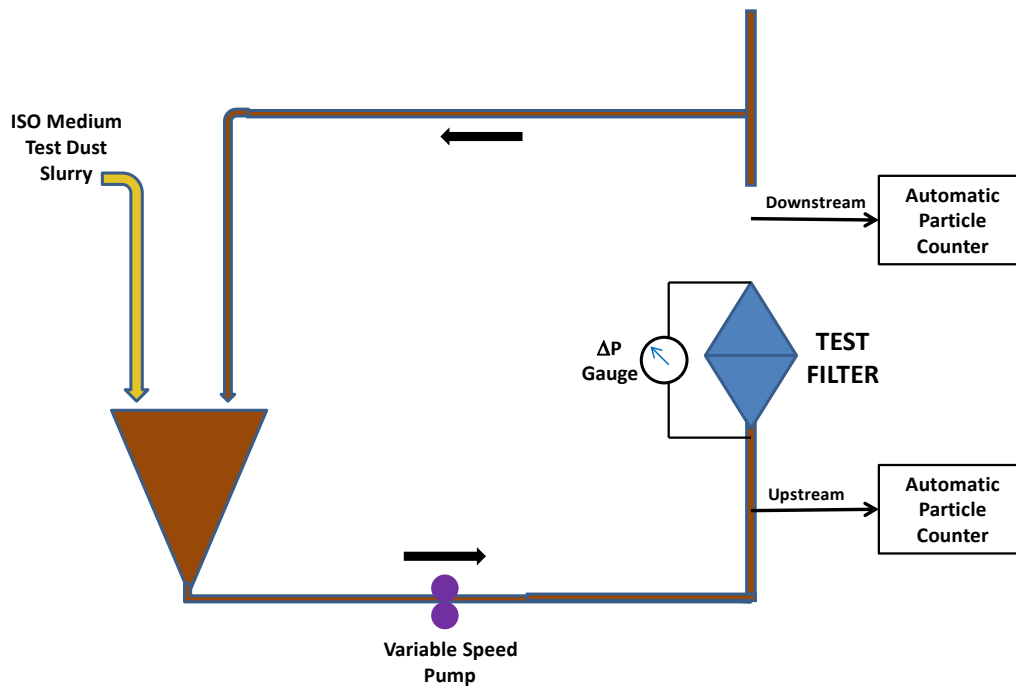 ISO Medium
Test Dust
Slurry
Downstream
Automatic
Particle
Counter
ΔP
Gauge
TEST
FILTER
Upstream
Automatic
Particle
Counter
Variable Speed
Pump